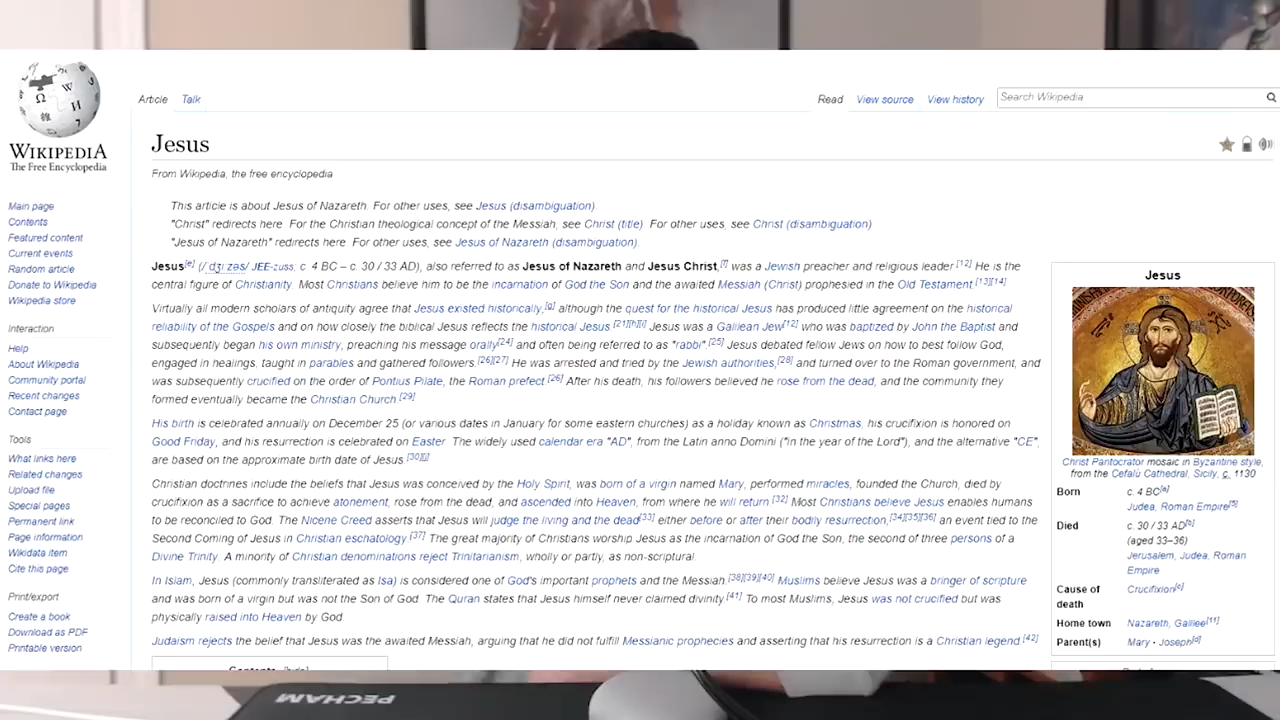 Article
Talk
Read
View source
View history
Search Wikipedia
WIKIPEDIA
The Free Encyclopedia
Main page
Contents
Featured content
Current events
Random article
Donate to Wikipedia
Wikipedia store
Interaction
Help
About Wikipedia
Community portal
Recent changes
Contact page
Tools
What links here
Related changes
Upload file
Special pages
Permanent link
Page information
Wikidata item
Cite this page
Print/export
Create a book
Download as PDF
Printable version
Jesus
From Wikipedia, the free encyclopedia
This article is about Jesus of Nazareth. For other uses, see Jesus (disambiguation).
"Christ" redirects here. For the Christian theological concept of the Messiah, see Christ (title). For other uses, see Christ (disambiguation)
"Jesus of Nazareth" redirects here. For other uses, see Jesus of Nazareth (disambiguation).
Jesus[e] (/ˈdʒiːzəs/ JEE-zuss; c. 4 BC – c. 30 / 33 AD), also referred to as Jesus of Nazareth and Jesus Christ,[f] was a Jewish preacher and religious leader.[12] He is the
central figure of Christianity. Most Christians believe him to be the incarnation of God the Son and the awaited Messiah (Christ) prophesied in the Old Testament.[13][14]
Virtually all modern scholars of antiquity agree that Jesus existed historically,[g] although the quest for the historical Jesus has produced little agreement on the historical
reliability of the Gospels and on how closely the biblical Jesus reflects the historical Jesus.[21][h][i] Jesus was a Galilean Jew[12] who was baptized by John the Baptist and
subsequently began his own ministry, preaching his message orally[24] and often being referred to as "rabbi".[25] Jesus debated fellow Jews on how to best follow God,
engaged in healings, taught in parables and gathered followers.[26][27] He was arrested and tried by the Jewish authorities,[28] and turned over to the Roman government, and
was subsequently crucified on the order of Pontius Pilate, the Roman prefect.[26] After his death, his followers believed he rose from the dead, and the community they
formed eventually became the Christian Church.[29]
His birth is celebrated annually on December 25 (or various dates in January for some eastern churches) as a holiday known as Christmas, his crucifixion is honored on
Good Friday, and his resurrection is celebrated on Easter. The widely used calendar era "AD", from the Latin anno Domini ("in the year of the Lord"), and the alternative "CE",
are based on the approximate birth date of Jesus.[30][j]
Christian doctrines include the beliefs that Jesus was conceived by the Holy Spirit, was born of a virgin named Mary, performed miracles, founded the Church, died by
crucifixion as a sacrifice to achieve atonement, rose from the dead, and ascended into Heaven, from where he will return.[32] Most Christians believe Jesus enables humans
to be reconciled to God. The Nicene Creed asserts that Jesus will judge the living and the dead[33] either before or after their bodily resurrection,[34][35][36] an event tied to the
Second Coming of Jesus in Christian eschatology.[37] The great majority of Christians worship Jesus as the incarnation of God the Son, the second of three persons of a
Divine Trinity. A minority of Christian denominations reject Trinitarianism, wholly or partly, as non-scriptural.
In Islam, Jesus (commonly transliterated as Isa) is considered one of God's important prophets and the Messiah.[38][39][40] Muslims believe Jesus was a bringer of scripture
and was born of a virgin but was not the Son of God. The Quran states that Jesus himself never claimed divinity.[41] To most Muslims, Jesus was not crucified but was
physically raised into Heaven by God.
Judaism rejects the belief that Jesus was the awaited Messiah, arguing that he did not fulfill Messianic prophecies and asserting that his resurrection is a Christian legend.[42]
Jesus
Christ Pantocrator mosaic in Byzantine style,
from the Cefalù Cathedral, Sicily, c. 1130
Born c. 4 BC[a]
Judea, Roman Empire[5]
Died c. 30 / 33 AD[b]
(aged 33–36)
Jerusalem, Judea, Roman
Empire
Cause of death Crucifixion[c]
Home town Nazareth, Galilee[11]
Parent(s) Mary • Joseph[d]
PECHAM